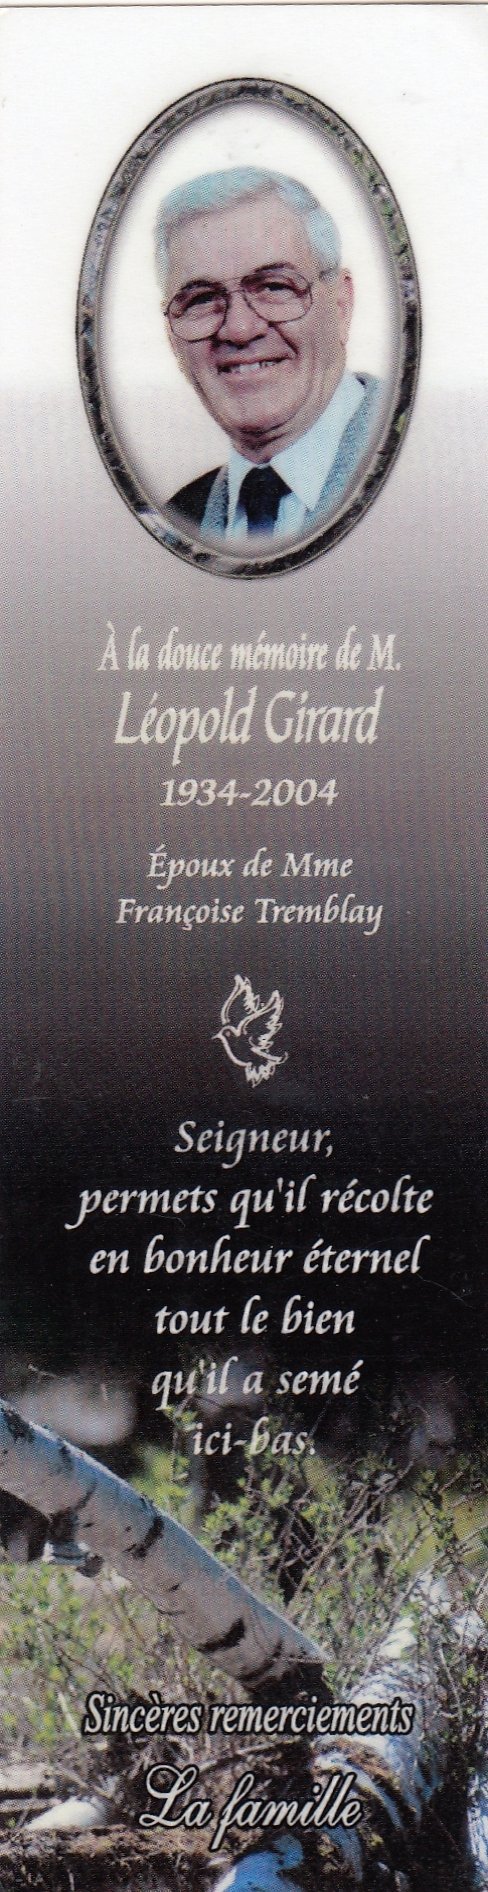 À la douce mémoire de M.
Léopold Girard
1934-2004
Époux de Mme
Françoise Tremblay
Seigneur,
permets qu'il récolte
en bonheur éternel
tout le bien
qu'il a semé
ici-bas.
Sincères remerciements
La famille